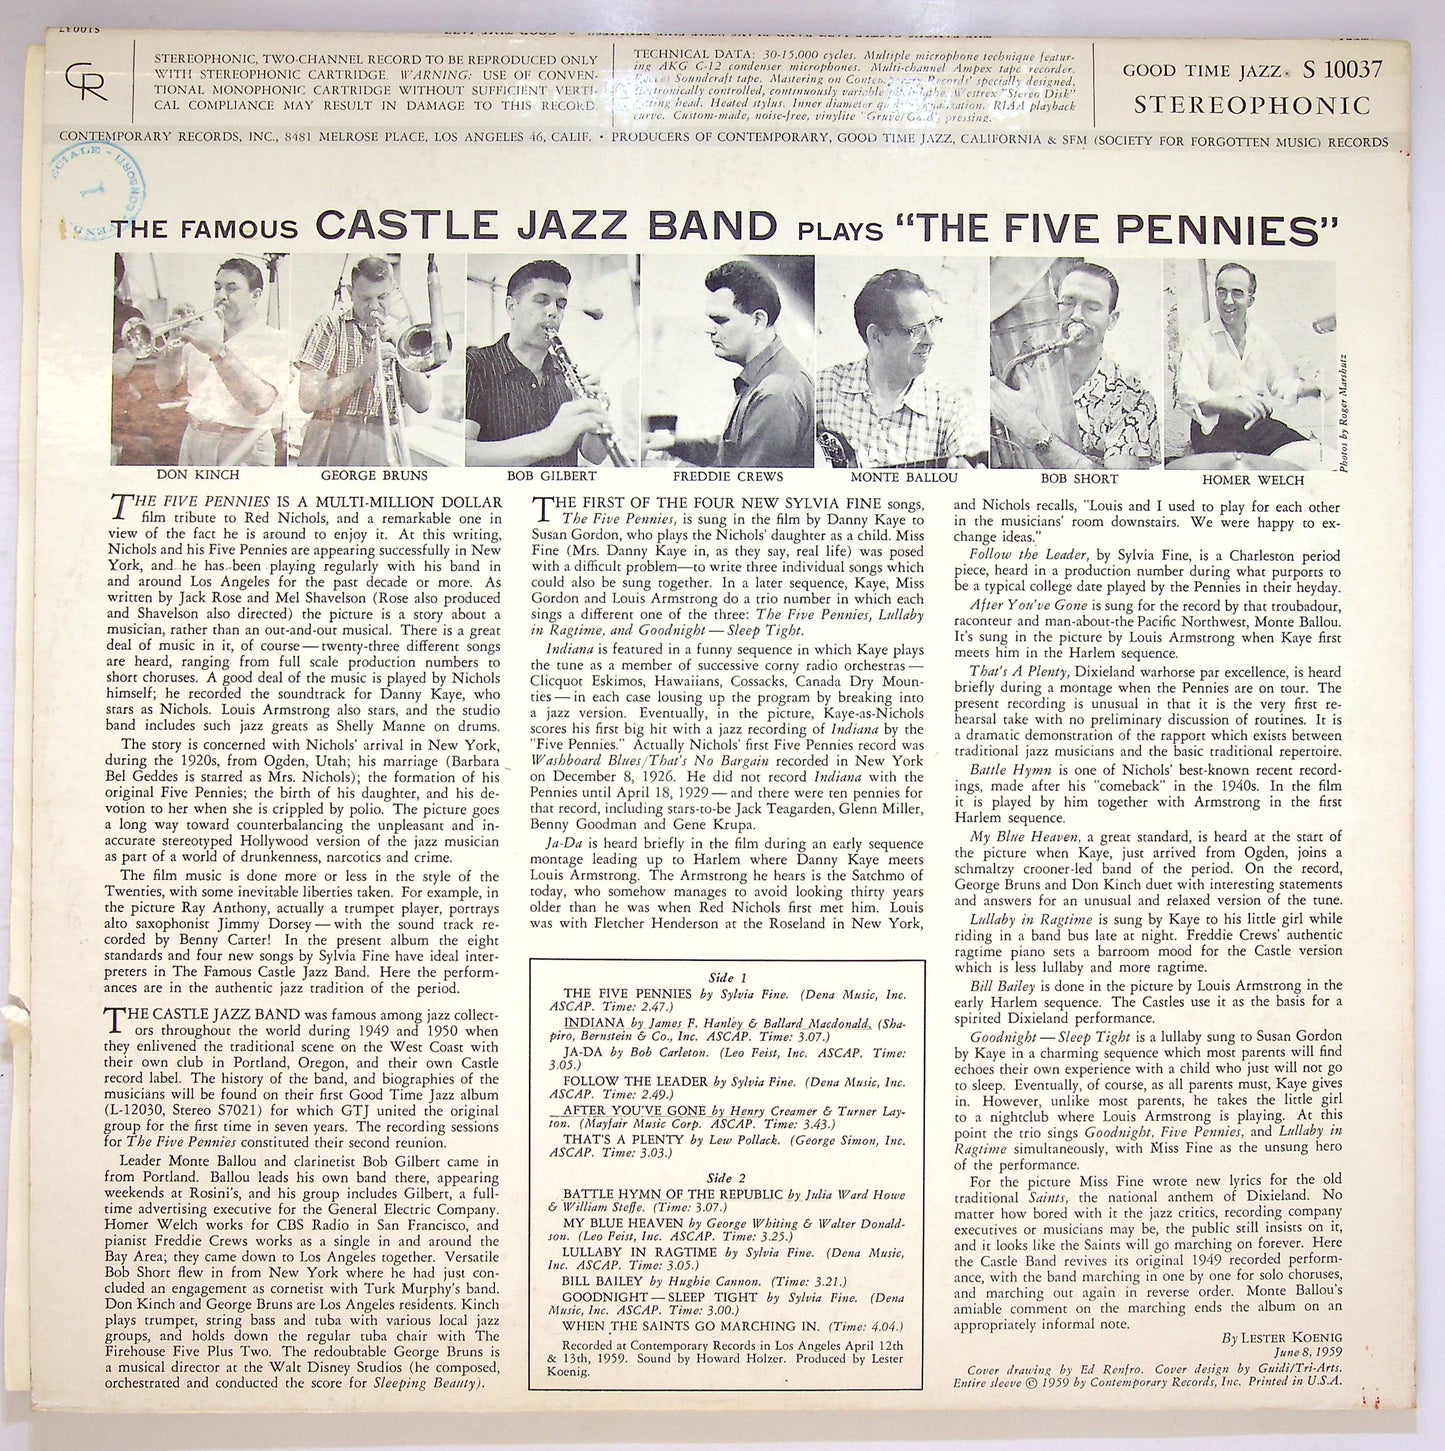 CR
STEREOPHONIC, TWO-CHANNEL RECORD TO BE REPRODUCED ONLY
WITH STEREOPHONIC CARTRIDGE. WARNING: USE OF CONVEN-
TIONAL MONOPHONIC CARTRIDGE WITHOUT SUFFICIENT VERTI-
CAL COMPLIANCE MAY RESULT IN DAMAGE TO THIS RECORD.
TECHNICAL DATA: 30-15,000 cycles. Multiple microphone technique featur-
ing AKG C-12 condenser microphones. Multi-channel Ampex tape recorder.
Soundcraft tape. Mastering on Contemporary Records' specially designed,
electronically controlled, continuously variable Westrex "Stereo Disk"
cutting head. Heated stylus. Inner diameter equalization. RIAA playback
curve. Custom-made, noise-free, vinylite "Gruve/Gard" pressing.
GOOD TIME JAZZ® S 10037
STEREOPHONIC
CONTEMPORARY RECORDS, INC., 8481 MELROSE PLACE, LOS ANGELES 46, CALIF. • PRODUCERS OF CONTEMPORARY, GOOD TIME JAZZ, CALIFORNIA & SFM (SOCIETY FOR FORGOTTEN MUSIC) RECORDS
1
THE FAMOUS CASTLE JAZZ BAND PLAYS "THE FIVE PENNIES"
Photos by Roger Marshutz
DON KINCH GEORGE BRUNS BOB GILBERT FREDDIE CREWS MONTE BALLOU BOB SHORT HOMER WELCH
THE FIVE PENNIES IS A MULTI-MILLION DOLLAR
film tribute to Red Nichols, and a remarkable one in
view of the fact he is around to enjoy it. At this writing,
Nichols and his Five Pennies are appearing successfully in New
York, and he has been playing regularly with his band in
and around Los Angeles for the past decade or more. As
written by Jack Rose and Mel Shavelson (Rose also produced
and Shavelson also directed) the picture is a story about a
musician, rather than an out-and-out musical. There is a great
deal of music in it, of course—twenty-three different songs
are heard, ranging from full scale production numbers to
short choruses. A good deal of the music is played by Nichols
himself; he recorded the soundtrack for Danny Kaye, who
stars as Nichols. Louis Armstrong also stars, and the studio
band includes such jazz greats as Shelly Manne on drums.
The story is concerned with Nichols' arrival in New York,
during the 1920s, from Ogden, Utah; his marriage (Barbara
Bel Geddes is starred as Mrs. Nichols); the formation of his
original Five Pennies; the birth of his daughter, and his de-
votion to her when she is crippled by polio. The picture goes
a long way toward counterbalancing the unpleasant and in-
accurate stereotyped Hollywood version of the jazz musician
as part of a world of drunkenness, narcotics and crime.
The film music is done more or less in the style of the
Twenties, with some inevitable liberties taken. For example, in
the picture Ray Anthony, actually a trumpet player, portrays
alto saxophonist Jimmy Dorsey—with the sound track re-
corded by Benny Carter! In the present album the eight
standards and four new songs by Sylvia Fine have ideal inter-
preters in The Famous Castle Jazz Band. Here the perform-
ances are in the authentic jazz tradition of the period.
THE CASTLE JAZZ BAND was famous among jazz collect-
ors throughout the world during 1949 and 1950 when
they enlivened the traditional scene on the West Coast with
their own club in Portland, Oregon, and their own Castle
record label. The history of the band, and biographies of the
musicians will be found on their first Good Time Jazz album
(L-12030, Stereo S7021) for which GTJ united the original
group for the first time in seven years. The recording sessions
for The Five Pennies constituted their second reunion.
Leader Monte Ballou and clarinetist Bob Gilbert came in
from Portland. Ballou leads his own band there, appearing
weekends at Rosini's, and his group includes Gilbert, a full-
time advertising executive for the General Electric Company.
Homer Welch works for CBS Radio in San Francisco, and
pianist Freddie Crews works as a single in and around the
Bay Area; they came down to Los Angeles together. Versatile
Bob Short flew in from New York where he had just con-
cluded an engagement as cornetist with Turk Murphy's band.
Don Kinch and George Bruns are Los Angeles residents. Kinch
plays trumpet, string bass and tuba with various local jazz
groups, and holds down the regular tuba chair with The
Firehouse Five Plus Two. The redoubtable George Bruns is
a musical director at the Walt Disney Studios (he composed,
orchestrated and conducted the score for Sleeping Beauty).
THE FIRST OF THE FOUR NEW SYLVIA FINE songs,
The Five Pennies, is sung in the film by Danny Kaye to
Susan Gordon, who plays the Nichols' daughter as a child. Miss
Fine (Mrs. Danny Kaye in, as they say, real life) was posed
with a difficult problem—to write three individual songs which
could also be sung together. In a later sequence, Kaye, Miss
Gordon and Louis Armstrong do a trio number in which each
sings a different one of the three: The Five Pennies, Lullaby
in Ragtime, and Goodnight—Sleep Tight.
Indiana is featured in a funny sequence in which Kaye plays
the tune as a member of successive corny radio orchestras—
Clicquot Eskimos, Hawaiians, Cossacks, Canada Dry Moun-
ties—in each case lousing up the program by breaking into
a jazz version. Eventually, in the picture, Kaye-as-Nichols
scores his first big hit with a jazz recording of Indiana by the
"Five Pennies." Actually Nichols' first Five Pennies record was
Washboard Blues/That's No Bargain recorded in New York
on December 8, 1926. He did not record Indiana with the
Pennies until April 18, 1929—and there were ten pennies for
that record, including stars-to-be Jack Teagarden, Glenn Miller,
Benny Goodman and Gene Krupa.
Ja-Da is heard briefly in the film during an early sequence
montage leading up to Harlem where Danny Kaye meets
Louis Armstrong. The Armstrong he hears is the Satchmo of
today, who somehow manages to avoid looking thirty years
older than he was when Red Nichols first met him. Louis
was with Fletcher Henderson at the Roseland in New York,
Side 1
THE FIVE PENNIES by Sylvia Fine. (Dena Music, Inc.
ASCAP. Time: 2.47.)
INDIANA by James F. Hanley & Ballard Macdonald. (Sha-
piro, Bernstein & Co., Inc. ASCAP. Time: 3.07.)
JA-DA by Bob Carleton. (Leo Feist, Inc. ASCAP. Time:
3.05.)
FOLLOW THE LEADER by Sylvia Fine. (Dena Music, Inc.
ASCAP. Time: 2.49.)
AFTER YOU'VE GONE by Henry Creamer & Turner Lay-
ton. (Mayfair Music Corp. ASCAP. Time: 3.43.)
THAT'S A PLENTY by Lew Pollack. (George Simon, Inc.
ASCAP. Time: 3.03.)
Side 2
BATTLE HYMN OF THE REPUBLIC by Julia Ward Howe
& William Steffe. (Time: 3.07.)
MY BLUE HEAVEN by George Whiting & Walter Donald-
son. (Leo Feist, Inc. ASCAP. Time: 3.25.)
LULLABY IN RAGTIME by Sylvia Fine. (Dena Music,
Inc. ASCAP. Time: 3.05.)
BILL BAILEY by Hughie Cannon. (Time: 3.21.)
GOODNIGHT—SLEEP TIGHT by Sylvia Fine. (Dena
Music, Inc. ASCAP. Time: 3.00.)
WHEN THE SAINTS GO MARCHING IN. (Time: 4.04.)
Recorded at Contemporary Records in Los Angeles April 12th
& 13th, 1959. Sound by Howard Holzer. Produced by Lester
Koenig.
and Nichols recalls, "Louis and I used to play for each other
in the musicians' room downstairs. We were happy to ex-
change ideas."
Follow the Leader, by Sylvia Fine, is a Charleston period
piece, heard in a production number during what purports to
be a typical college date played by the Pennies in their heyday.
After You've Gone is sung for the record by that troubadour,
raconteur and man-about-the Pacific Northwest, Monte Ballou.
It's sung in the picture by Louis Armstrong when Kaye first
meets him in the Harlem sequence.
That's A Plenty, Dixieland warhorse par excellence, is heard
briefly during a montage when the Pennies are on tour. The
present recording is unusual in that it is the very first re-
hearsal take with no preliminary discussion of routines. It is
a dramatic demonstration of the rapport which exists between
traditional jazz musicians and the basic traditional repertoire.
Battle Hymn is one of Nichols' best-known recent record-
ings, made after his "comeback" in the 1940s. In the film
it is played by him together with Armstrong in the first
Harlem sequence.
My Blue Heaven, a great standard, is heard at the start of
the picture when Kaye, just arrived from Ogden, joins a
schmaltzy crooner-led band of the period. On the record,
George Bruns and Don Kinch duet with interesting statements
and answers for an unusual and relaxed version of the tune.
Lullaby in Ragtime is sung by Kaye to his little girl while
riding in a band bus late at night. Freddie Crews' authentic
ragtime piano sets a barroom mood for the Castle version
which is less lullaby and more ragtime.
Bill Bailey is done in the picture by Louis Armstrong in the
early Harlem sequence. The Castles use it as the basis for a
spirited Dixieland performance.
Goodnight—Sleep Tight is a lullaby sung to Susan Gordon
by Kaye in a charming sequence which most parents will find
echoes their own experience with a child who just will not go
to sleep. Eventually, of course, as all parents must, Kaye gives
in. However, unlike most parents, he takes the little girl
to a nightclub where Louis Armstrong is playing. At this
point the trio sings Goodnight, Five Pennies, and Lullaby in
Ragtime simultaneously, with Miss Fine as the unsung hero
of the performance.
For the picture Miss Fine wrote new lyrics for the old
traditional Saints, the national anthem of Dixieland. No
matter how bored with it the jazz critics, recording company
executives or musicians may be, the public still insists on it,
and it looks like the Saints will go marching on forever. Here
the Castle Band revives its original 1949 recorded perform-
ance, with the band marching in one by one for solo choruses,
and marching out again in reverse order. Monte Ballou's
amiable comment on the marching ends the album on an
appropriately informal note.
By LESTER KOENIG
June 8, 1959
Cover drawing by Ed Renfro. Cover design by Guidi/Tri-Arts.
Entire sleeve © 1959 by Contemporary Records, Inc. Printed in U.S.A.